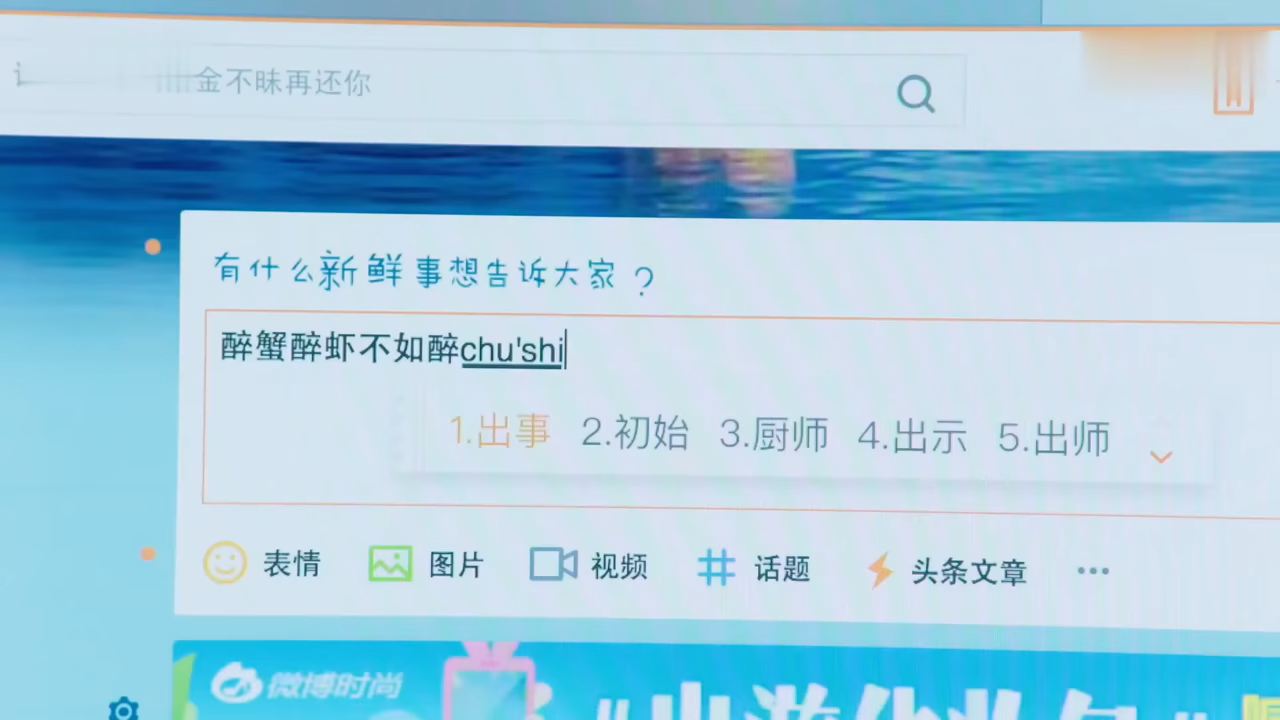 金不昧再还你
有什么新鲜事想告诉大家?
醉蟹醉虾不如醉chu'shi
1.出事 2.初始 3.厨师 4.出示 5.出师
表情 图片 视频 话题 头条文章
微博时尚